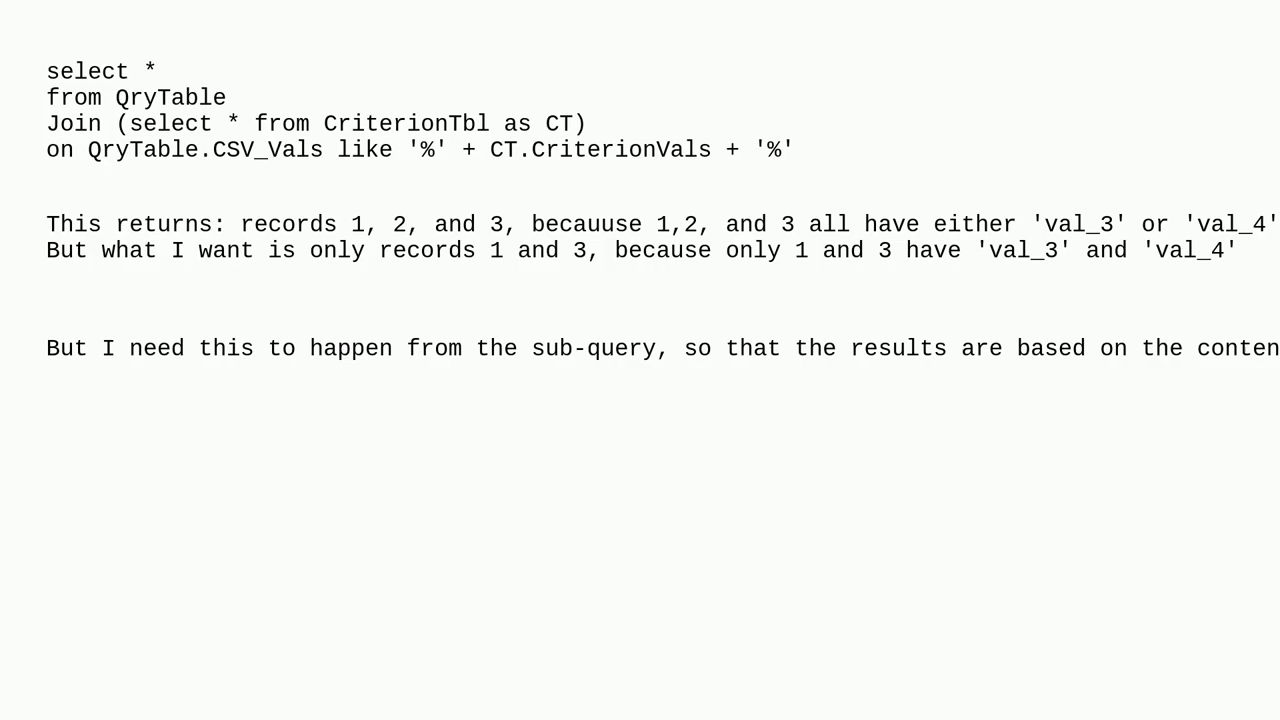 select *
from QryTable
Join (select * from CriterionTbl as CT)
on QryTable.CSV_Vals like '%' + CT.CriterionVals + '%'
This returns: records 1, 2, and 3, becauuse 1,2, and 3 all have either 'val_3' or 'val_4'
But what I want is only records 1 and 3, because only 1 and 3 have 'val_3' and 'val_4'
But I need this to happen from the sub-query, so that the results are based on the conten